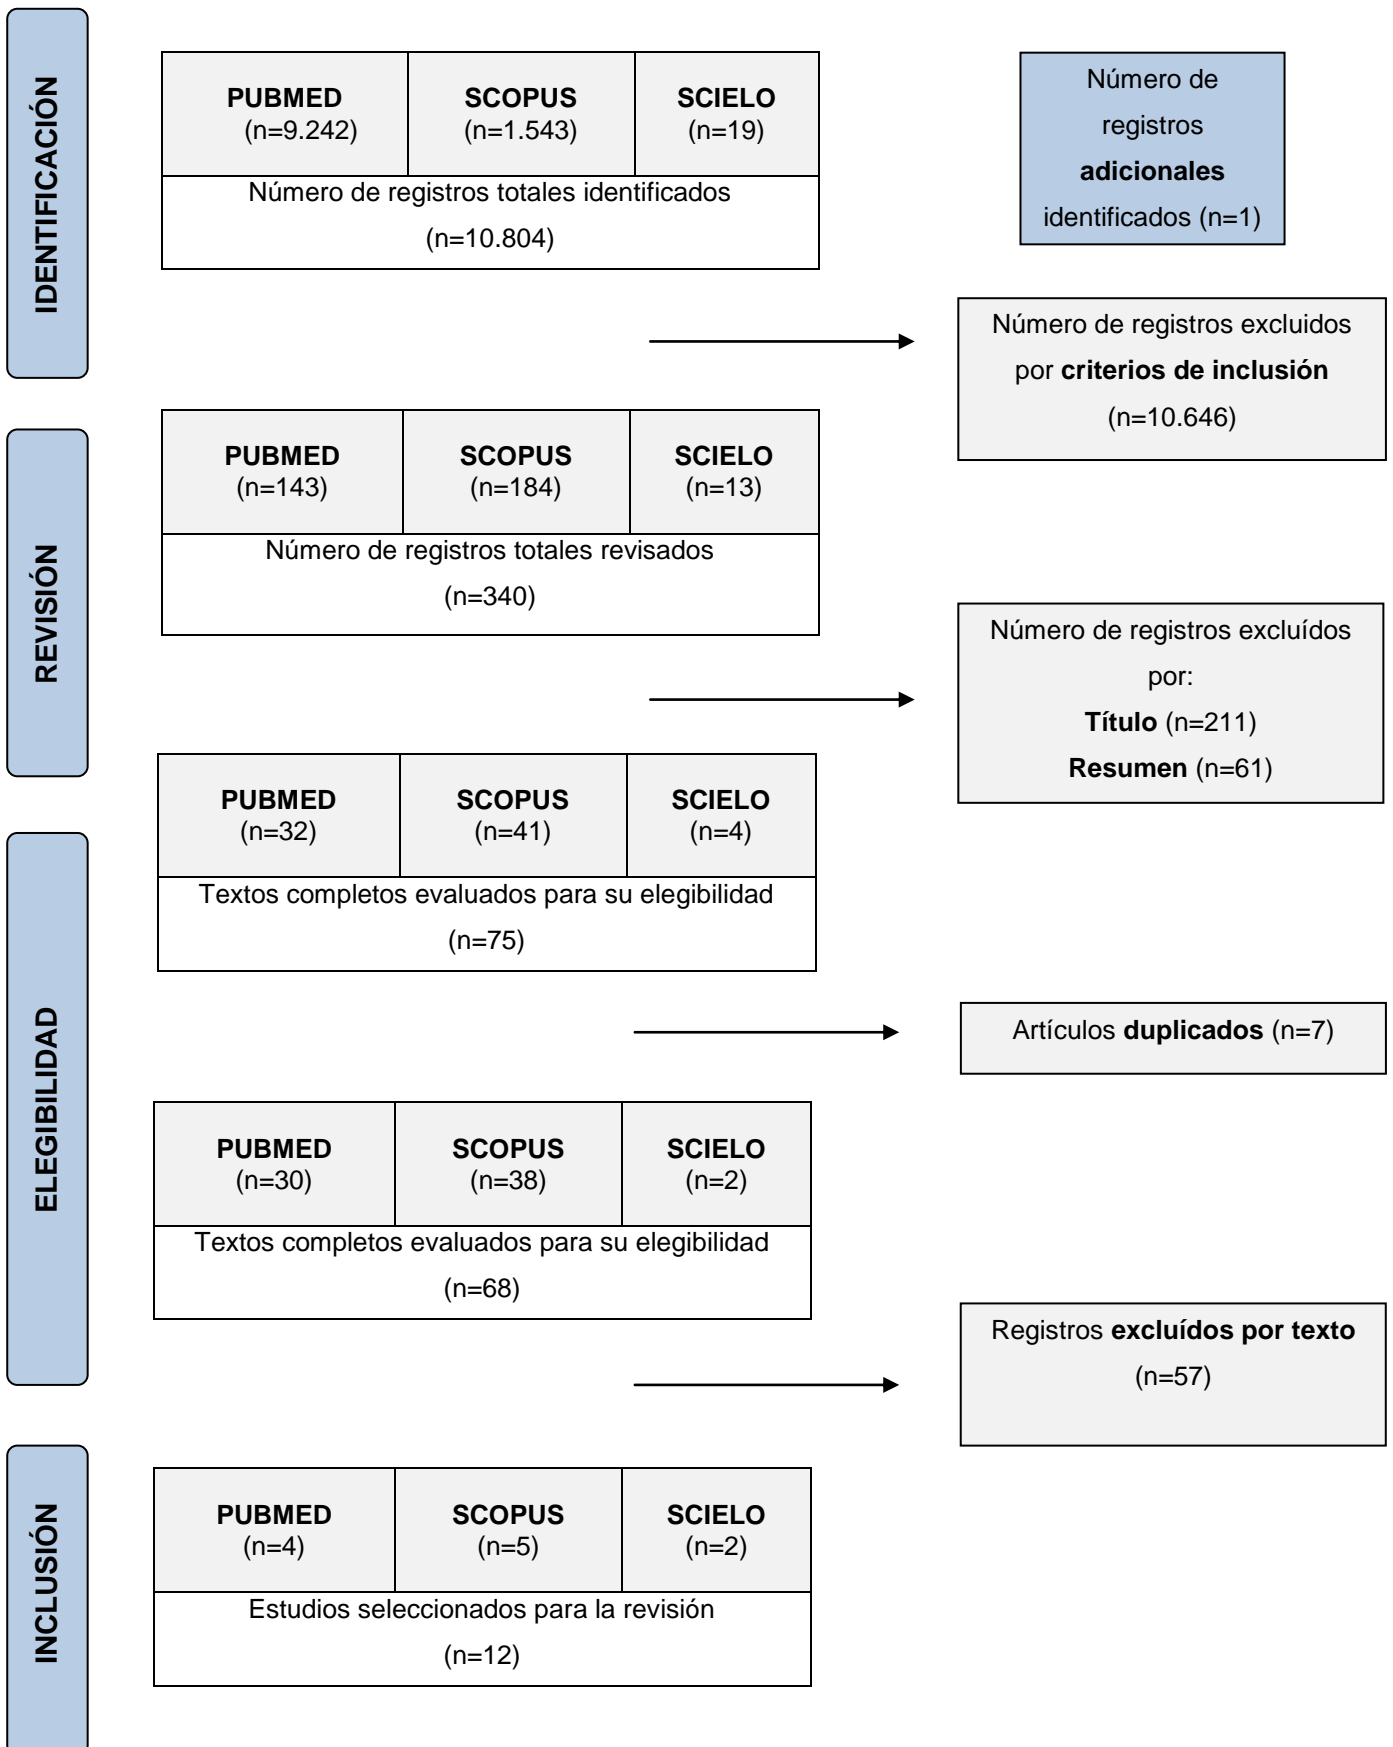 IDENTIFICACIÓN
PUBMED
(n=9.242)
SCOPUS
(n=1.543)
SCIELO
(n=19)
Número de registros totales identificados
(n=10.804)
Número de
registros
adicionales
identificados (n=1)
Número de registros excluidos
por criterios de inclusión
(n=10.646)
REVISIÓN
PUBMED
(n=143)
SCOPUS
(n=184)
SCIELO
(n=13)
Número de registros totales revisados
(n=340)
Número de registros excluídos
por:
Título (n=211)
Resumen (n=61)
ELEGIBILIDAD
PUBMED
(n=32)
SCOPUS
(n=41)
SCIELO
(n=4)
Textos completos evaluados para su elegibilidad
(n=75)
Artículos duplicados (n=7)
PUBMED
(n=30)
SCOPUS
(n=38)
SCIELO
(n=2)
Textos completos evaluados para su elegibilidad
(n=68)
Registros excluídos por texto
(n=57)
INCLUSIÓN
PUBMED
(n=4)
SCOPUS
(n=5)
SCIELO
(n=2)
Estudios seleccionados para la revisión
(n=12)